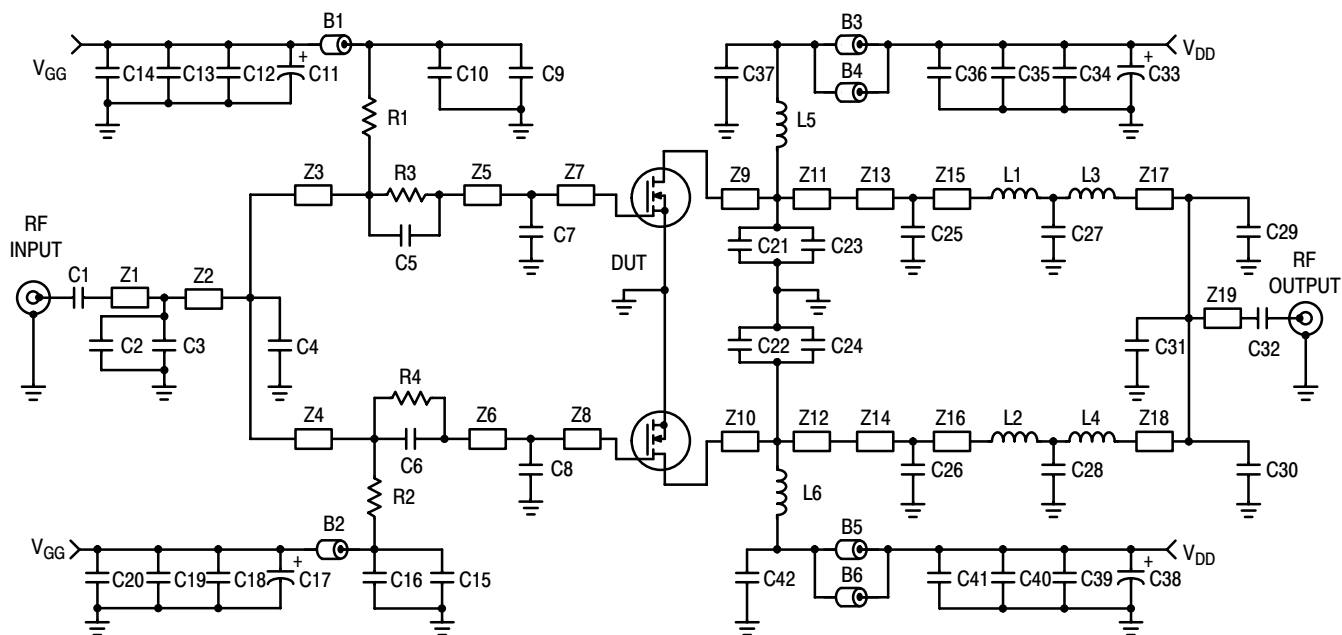 B1
B3
V_GG
C14
C13
C12
+
C11
C10
C9
C37
B4
C36
C35
C34
+
C33
V_DD
R1
L5
Z3
R3
Z5
Z7
Z9
Z11
Z13
Z15
L1
L3
Z17
RF
INPUT
C5
C7
DUT
C21
C23
C25
C27
C29
RF
OUTPUT
C1
Z1
Z2
C2
C3
C4
C22
C24
C31
Z19
C32
R4
Z4
C6
Z6
Z8
Z10
Z12
Z14
Z16
L2
L4
Z18
C8
C26
C28
C30
R2
L6
B2
B5
V_GG
C20
C19
C18
+
C17
C16
C15
C42
B6
C41
C40
C39
+
C38
V_DD